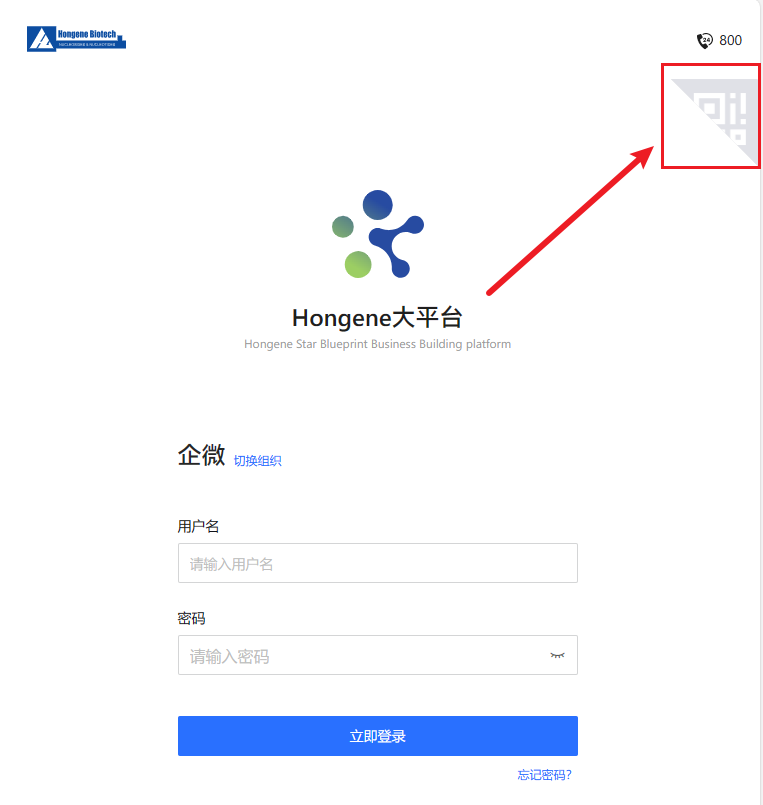 Hongene Biotech
NUCLEOSIDES & NUCLEOTIDES
24
800
Hongene大平台
Hongene Star Blueprint Business Building platform
企微 切换组织
用户名
请输入用户名
密码
请输入密码
立即登录
忘记密码?